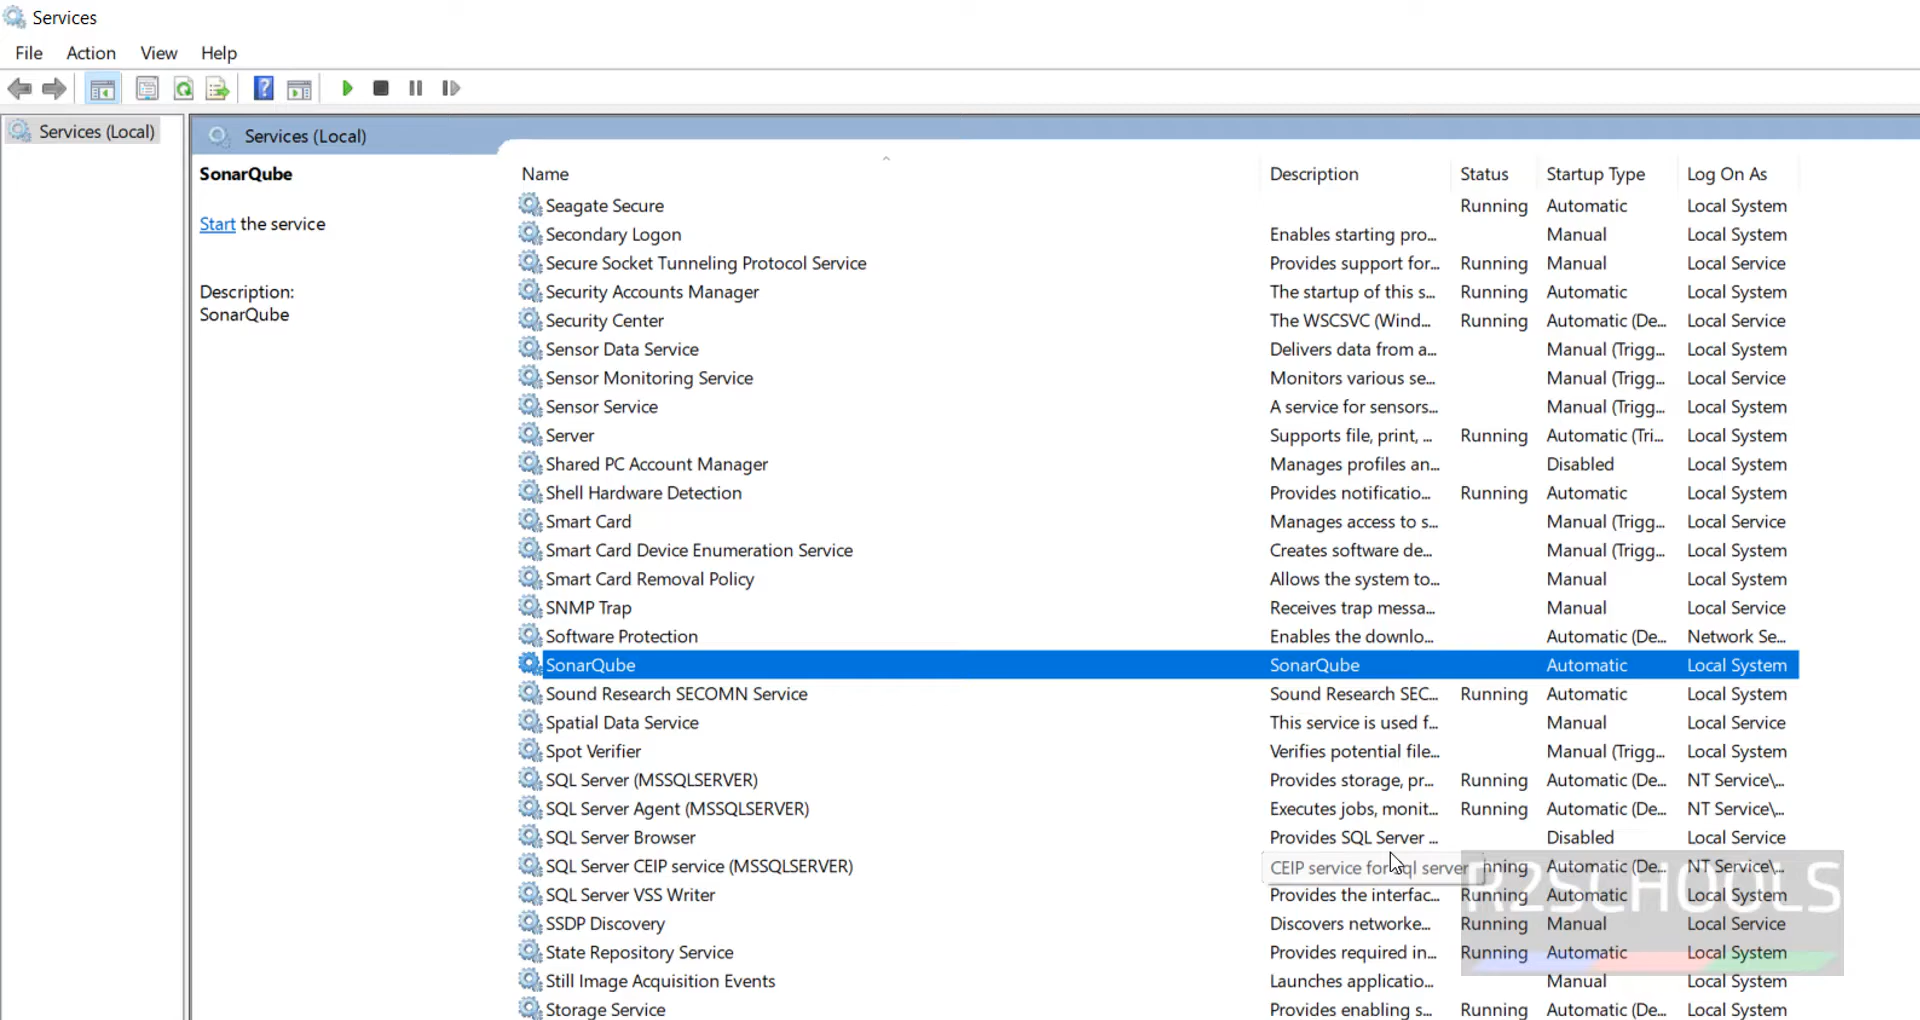 Services
File Action View Help
Services (Local)
Services (Local)
SonarQube
Start the service
Description:
SonarQube
Name Description Status Startup Type Log On As
Seagate Secure Running Automatic Local System
Secondary Logon Enables starting pro... Manual Local System
Secure Socket Tunneling Protocol Service Provides support for... Running Manual Local Service
Security Accounts Manager The startup of this s... Running Automatic Local System
Security Center The WSCSVC (Wind... Running Automatic (De... Local Service
Sensor Data Service Delivers data from a... Manual (Trigg... Local System
Sensor Monitoring Service Monitors various se... Manual (Trigg... Local Service
Sensor Service A service for sensors... Manual (Trigg... Local System
Server Supports file, print, ... Running Automatic (Tri... Local System
Shared PC Account Manager Manages profiles an... Disabled Local System
Shell Hardware Detection Provides notificatio... Running Automatic Local System
Smart Card Manages access to s... Manual (Trigg... Local Service
Smart Card Device Enumeration Service Creates software de... Manual (Trigg... Local System
Smart Card Removal Policy Allows the system to... Manual Local System
SNMP Trap Receives trap messa... Manual Local Service
Software Protection Enables the downlo... Automatic (De... Network Se...
SonarQube SonarQube Automatic Local System
Sound Research SECOMN Service Sound Research SEC... Running Automatic Local System
Spatial Data Service This service is used f... Manual Local Service
Spot Verifier Verifies potential file... Manual (Trigg... Local System
SQL Server (MSSQLSERVER) Provides storage, pr... Running Automatic (De... NT Service\...
SQL Server Agent (MSSQLSERVER) Executes jobs, monit... Running Automatic (De... NT Service\...
SQL Server Browser Provides SQL Server ... Disabled Local Service
SQL Server CEIP service (MSSQLSERVER) CEIP service for sql server nning Automatic (De... NT Service\...
SQL Server VSS Writer Provides the interfac... Running Automatic Local System
SSDP Discovery Discovers networke... Running Manual Local Service
State Repository Service Provides required in... Running Automatic Local System
Still Image Acquisition Events Launches applicatio... Manual Local System
Storage Service Provides enabling s... Running Automatic (De... Local System
R2SCHOOLS